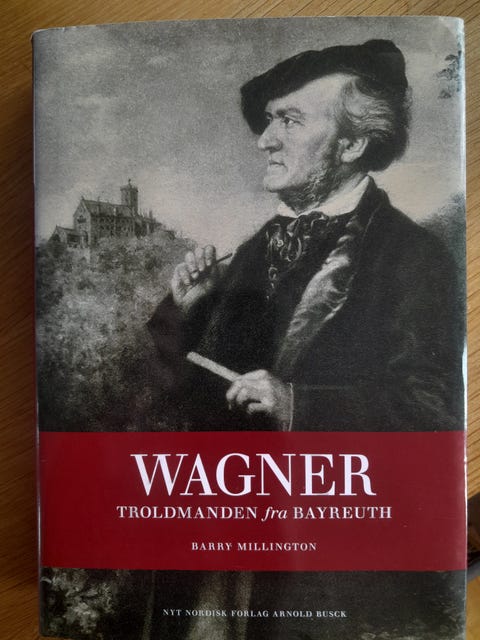 WAGNER
TROLDMANDEN fra BAYREUTH
BARRY MILLINGTON
NYT NORDISK FORLAG ARNOLD BUSCK